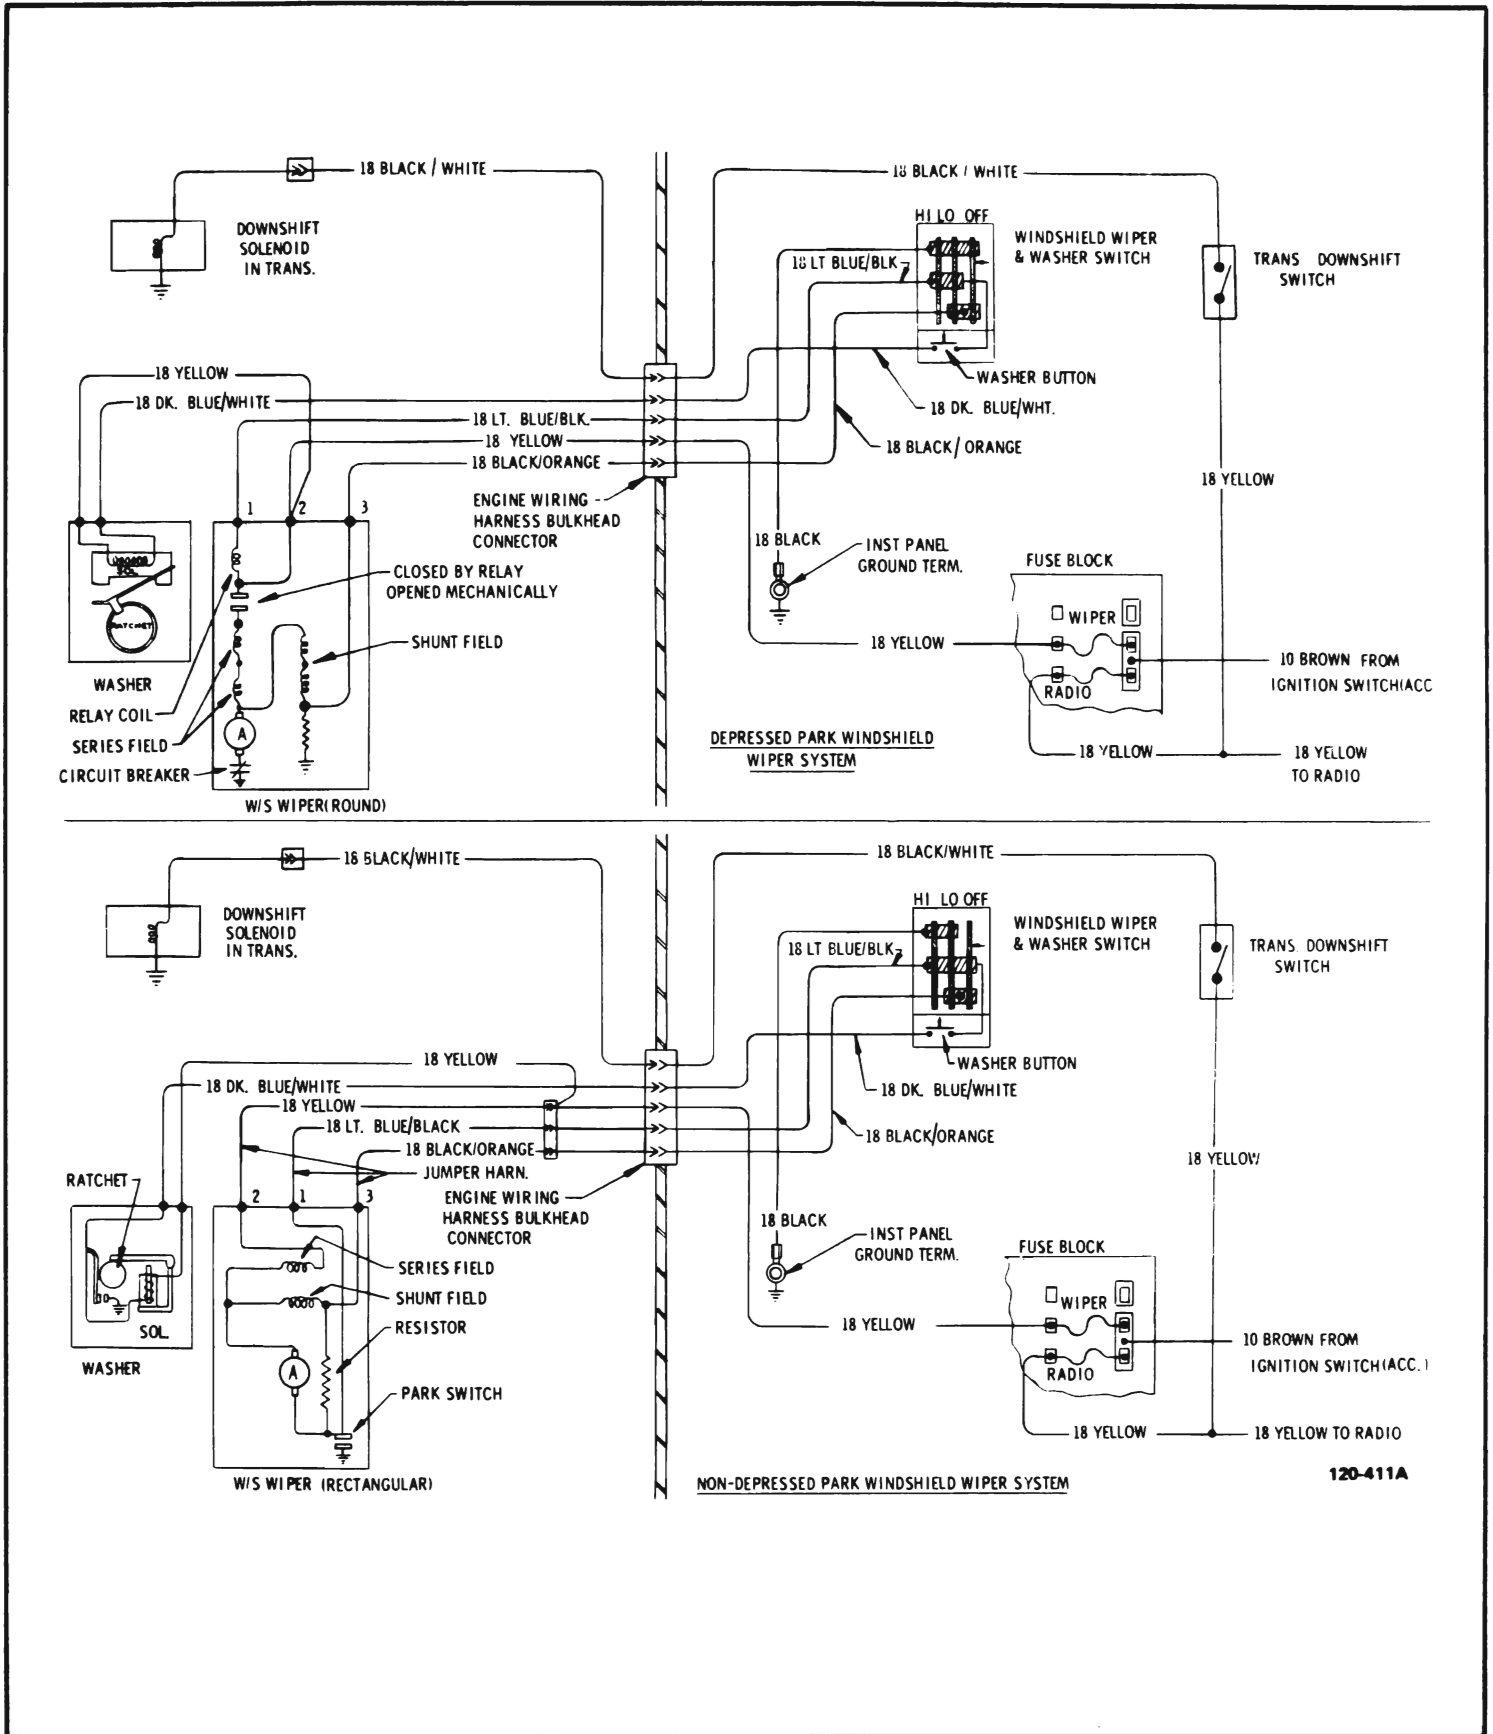 18 BLACK / WHITE
18 BLACK / WHITE
DOWNSHIFT
SOLENOID
IN TRANS.
HI LO OFF
WINDSHIELD WIPER
& WASHER SWITCH
18 LT BLUE/BLK
TRANS DOWNSHIFT
SWITCH
WASHER BUTTON
18 DK. BLUE/WHT.
18 BLACK/ ORANGE
18 YELLOW
18 DK. BLUE/WHITE
18 LT. BLUE/BLK.
18 YELLOW
18 BLACK/ORANGE
18 YELLOW
ENGINE WIRING
HARNESS BULKHEAD
CONNECTOR
1
2
3
18 BLACK
INST PANEL
GROUND TERM.
FUSE BLOCK
CLOSED BY RELAY
OPENED MECHANICALLY
SOL.
RATCHET
WIPER
SHUNT FIELD
18 YELLOW
10 BROWN FROM
IGNITION SWITCH(ACC
RADIO
WASHER
RELAY COIL
SERIES FIELD
A
CIRCUIT BREAKER
DEPRESSED PARK WINDSHIELD
WIPER SYSTEM
18 YELLOW
18 YELLOW
TO RADIO
W/S WIPER(ROUND)
18 BLACK/WHITE
18 BLACK/WHITE
DOWNSHIFT
SOLENOID
IN TRANS.
HI LO OFF
WINDSHIELD WIPER
& WASHER SWITCH
18 LT BLUE/BLK
TRANS. DOWNSHIFT
SWITCH
WASHER BUTTON
18 DK. BLUE/WHITE
18 BLACK/ORANGE
18 YELLOW
18 DK. BLUE/WHITE
18 YELLOW
18 LT. BLUE/BLACK
18 BLACK/ORANGE
JUMPER HARN.
18 YELLOW
RATCHET
ENGINE WIRING
HARNESS BULKHEAD
CONNECTOR
2
1
3
18 BLACK
INST PANEL
GROUND TERM.
FUSE BLOCK
SERIES FIELD
SHUNT FIELD
RESISTOR
SOL.
WASHER
A
PARK SWITCH
WIPER
18 YELLOW
10 BROWN FROM
IGNITION SWITCH(ACC.)
RADIO
18 YELLOW
18 YELLOW TO RADIO
W/S WIPER (RECTANGULAR)
NON-DEPRESSED PARK WINDSHIELD WIPER SYSTEM
120-411A